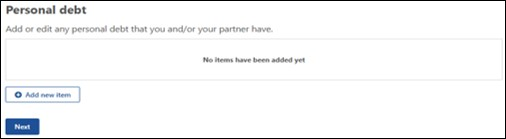 Personal debt
Add or edit any personal debt that you and/or your partner have.
No items have been added yet
Add new item
Next